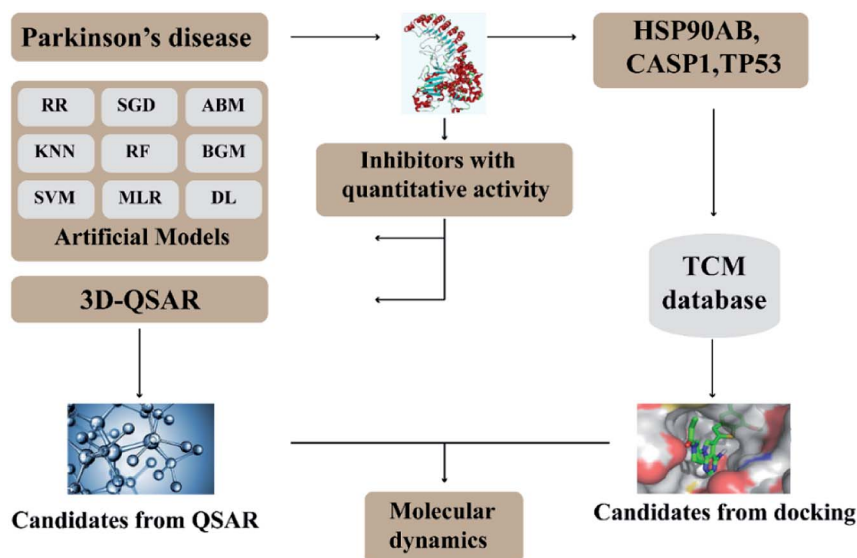 Parkinson's disease
HSP90AB,
CASP1,TP53
RR SGD ABM
KNN RF BGM
SVM MLR DL
Artificial Models
Inhibitors with
quantitative activity
3D-QSAR
TCM
database
Candidates from QSAR
Molecular
dynamics
Candidates from docking